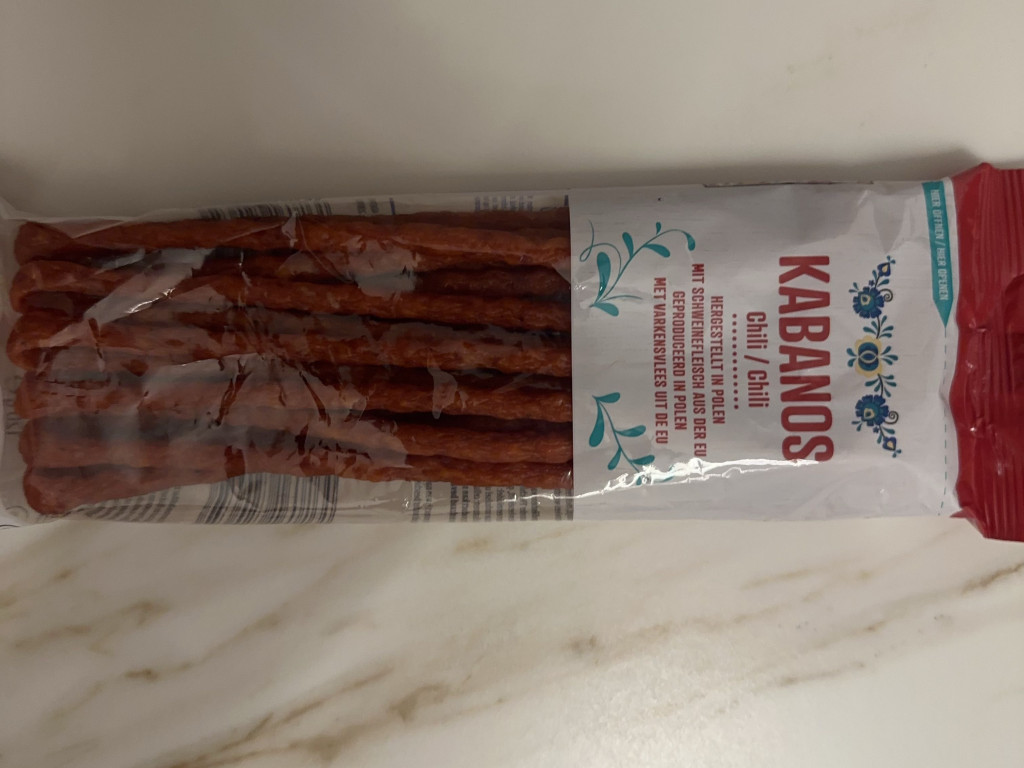 HIER ÖFFNEN / HIER OPENEN
KABANOS
Chili / Chili
HERGESTELLT IN POLEN
MIT SCHWEINEFLEISCH AUS DER EU
GEPRODUCEERD IN POLEN
MET VARKENSVLEES UIT DE EU